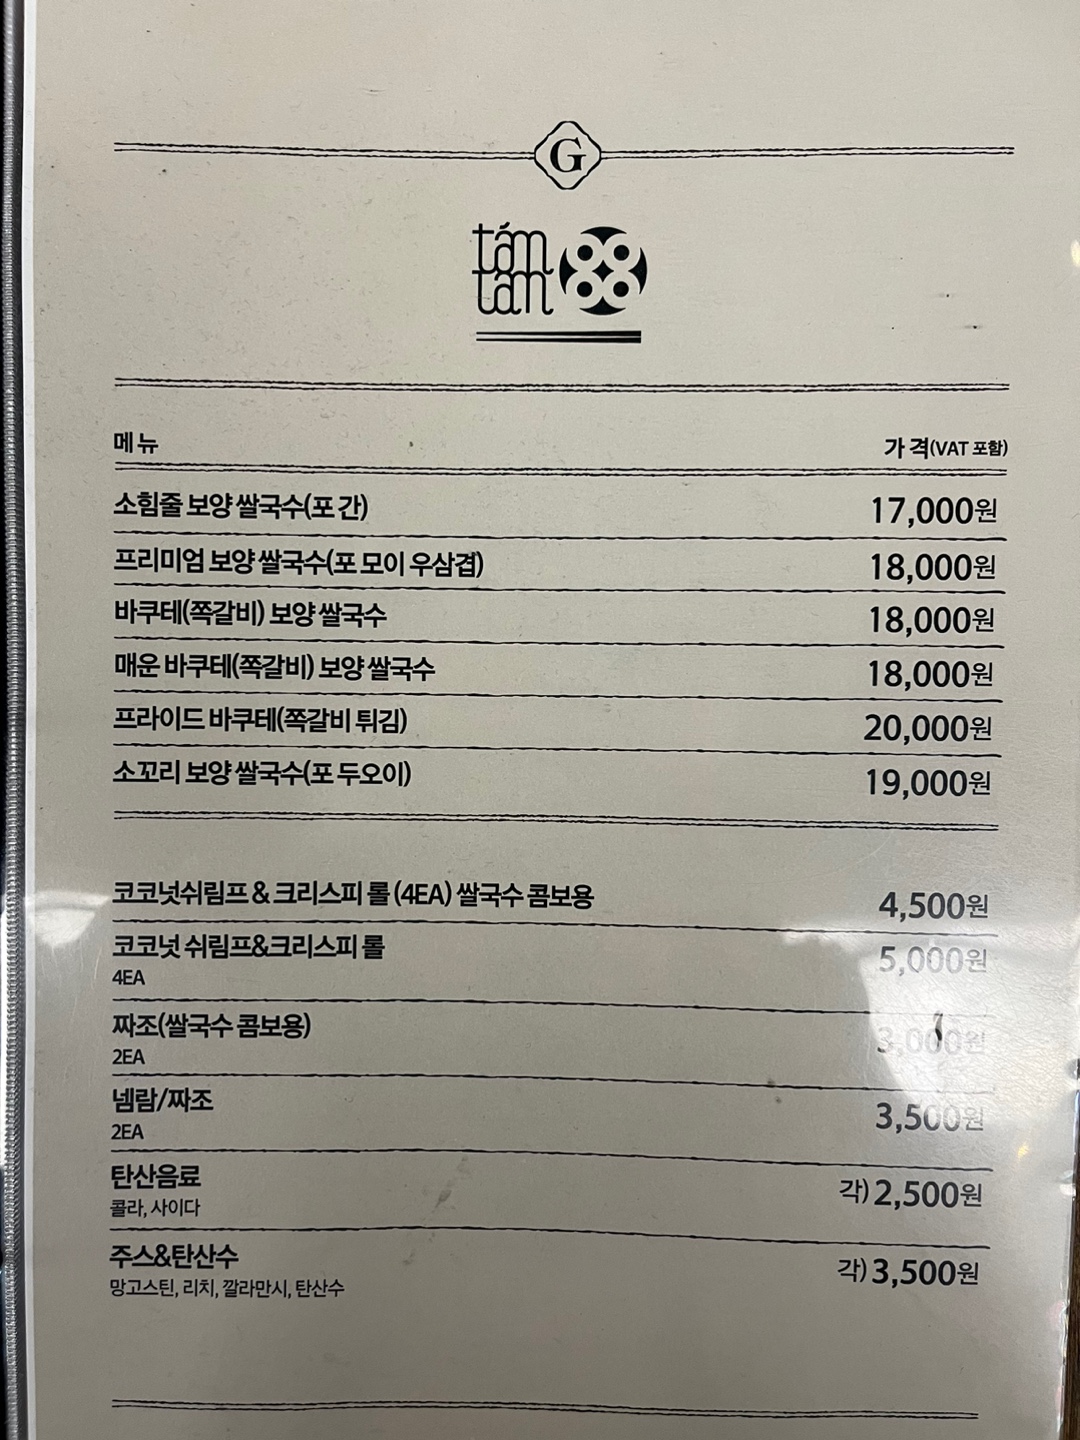 G
tám
tám 88
메뉴 가격(VAT 포함)
소힘줄 보양 쌀국수(포 간) 17,000원
프리미엄 보양 쌀국수(포 모이 우삼겹) 18,000원
바쿠테(쪽갈비) 보양 쌀국수 18,000원
매운 바쿠테(쪽갈비) 보양 쌀국수 18,000원
프라이드 바쿠테(쪽갈비 튀김) 20,000원
소꼬리 보양 쌀국수(포 두오이) 19,000원
코코넛쉬림프 & 크리스피 롤 (4EA) 쌀국수 콤보용 4,500원
코코넛 쉬림프&크리스피 롤 5,000원
4EA
짜조(쌀국수 콤보용) 3,000원
2EA
넴람/짜조 3,500원
2EA
탄산음료 각) 2,500원
콜라, 사이다
주스&탄산수 각) 3,500원
망고스틴, 리치, 깔라만시, 탄산수